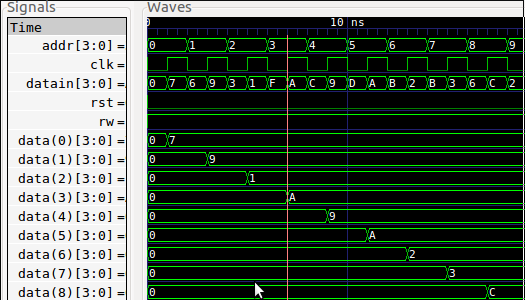 Signals Waves
Time 0 10 ns
addr[3:0] = 0 1 2 3 4 5 6 7 8 9
clk =
datain[3:0] = 0 7 6 9 3 1 F A C 9 D A B 2 B 3 6 C 2
rst =
rw =
data(0)[3:0] = 0 7
data(1)[3:0] = 0 9
data(2)[3:0] = 0 1
data(3)[3:0] = 0 A
data(4)[3:0] = 0 9
data(5)[3:0] = 0 A
data(6)[3:0] = 0 2
data(7)[3:0] = 0 3
data(8)[3:0] = 0 C